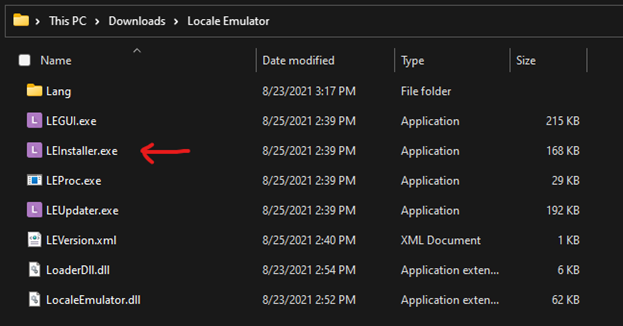 This PC > Downloads > Locale Emulator
Name Date modified Type Size
Lang 8/23/2021 3:17 PM File folder
LEGUI.exe 8/25/2021 2:39 PM Application 215 KB
LEInstaller.exe 8/25/2021 2:39 PM Application 168 KB
LEProc.exe 8/25/2021 2:39 PM Application 29 KB
LEUpdater.exe 8/25/2021 2:39 PM Application 192 KB
LEVersion.xml 8/25/2021 2:40 PM XML Document 1 KB
LoaderDll.dll 8/23/2021 2:54 PM Application exten... 6 KB
LocaleEmulator.dll 8/23/2021 2:52 PM Application exten... 62 KB